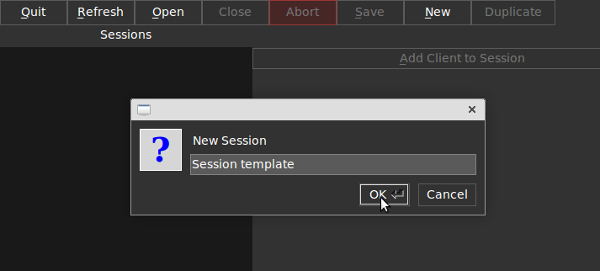 Quit Refresh Open Close Abort Save New Duplicate
Sessions
Add Client to Session
New Session
?
Session template
OK Cancel